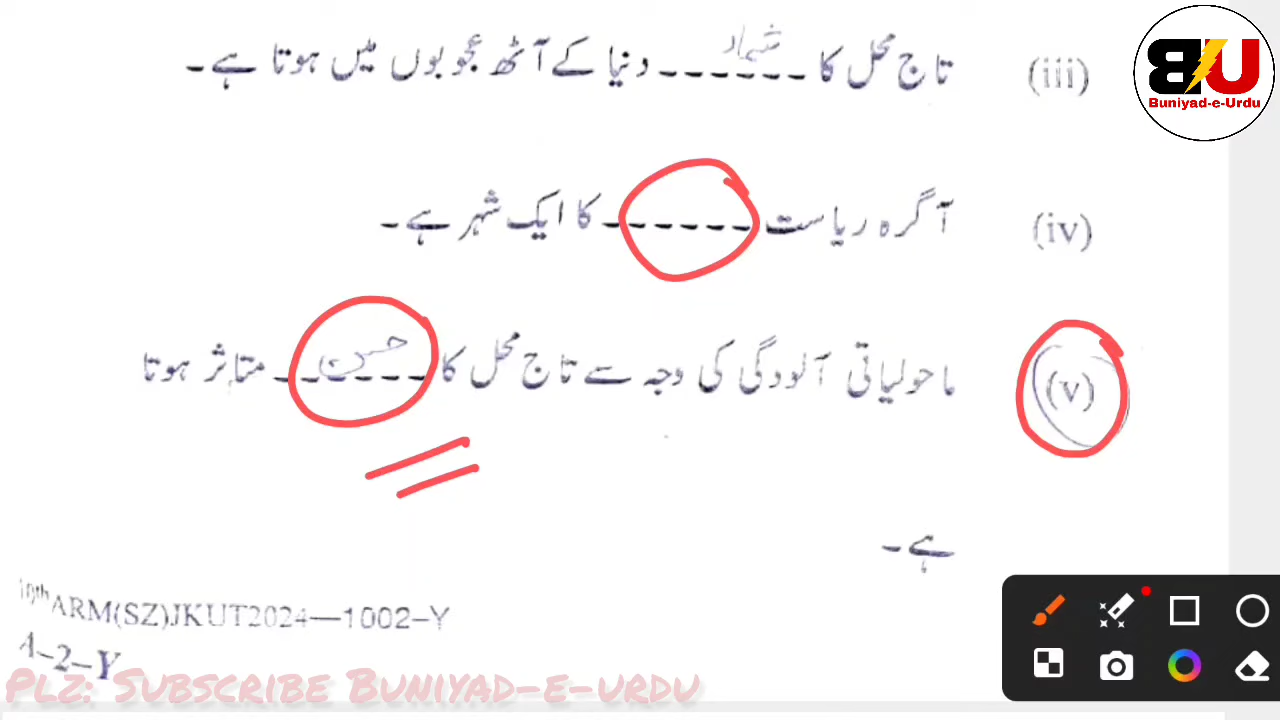 BU
Buniyad-e-Urdu
(iii) تاج محل کا ------ دنیا کے آٹھ عجوبوں میں ہوتا ہے۔
شمار
(iv) آگرہ ریاست ------ کا ایک شہر ہے۔
(v) ماحولیاتی آلودگی کی وجہ سے تاج محل کا ------ متاثر ہوتا
حسن
ہے۔
10th ARM(SZ)JKUT2024—1002-Y
A-2-Y
Plz: Subscribe Buniyad-e-urdu